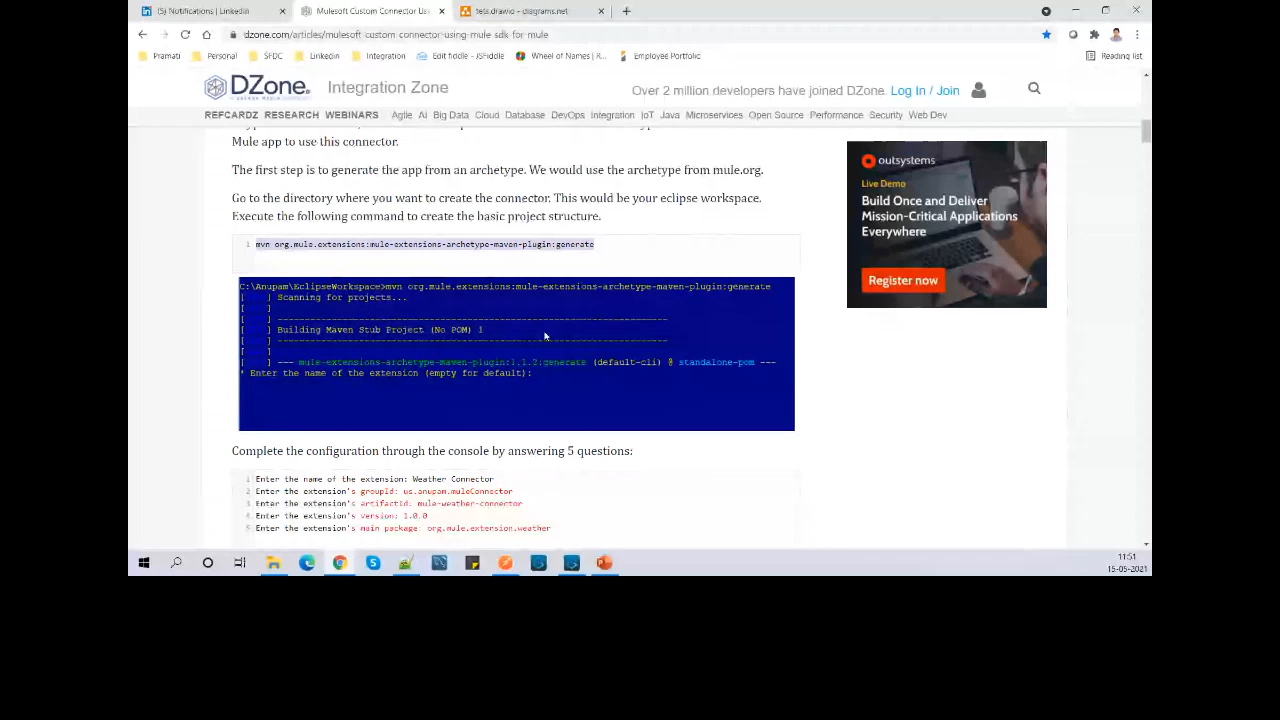 (5) Notifications | LinkedIn
Mulesoft Custom Connector Us
tets.drawio - diagrams.net
dzone.com/articles/mulesoft-custom-connector-using-mule-sdk-for-mule
Pramati
Personal
SFDC
LinkedIn
Integration
Edit fiddle - JSFiddle
Wheel of Names | R...
Employee Portfolio
Reading list
DZone.
Integration Zone
Over 2 million developers have joined DZone. Log In / Join
REFCARDZ RESEARCH WEBINARS Agile AI Big Data Cloud Database DevOps Integration IoT Java Microservices Open Source Performance Security Web Dev
Mule app to use this connector.
The first step is to generate the app from an archetype. We would use the archetype from mule.org.
Go to the directory where you want to create the connector. This would be your eclipse workspace.
Execute the following command to create the basic project structure.
1 mvn org.mule.extensions:mule-extensions-archetype-maven-plugin:generate
C:\Anupam\EclipseWorkspace>mvn org.mule.extensions:mule-extensions-archetype-maven-plugin:generate
[ ] Scanning for projects...
[ ]
[ ] ------------------------------------------------------------------------
[ ] Building Maven Stub Project (No POM) 1
[ ] ------------------------------------------------------------------------
[ ]
[ ] --- mule-extensions-archetype-maven-plugin:1.1.2:generate (default-cli) @ standalone-pom ---
* Enter the name of the extension (empty for default):
Complete the configuration through the console by answering 5 questions:
1 Enter the name of the extension: Weather Connector
2 Enter the extension's groupId: us.anupam.muleConnector
3 Enter the extension's artifactId: mule-weather-connector
4 Enter the extension's version: 1.0.0
5 Enter the extension's main package: org.mule.extension.weather
outsystems
Live Demo
Build Once and Deliver
Mission-Critical Applications
Everywhere
Register now
11:51
15-05-2021